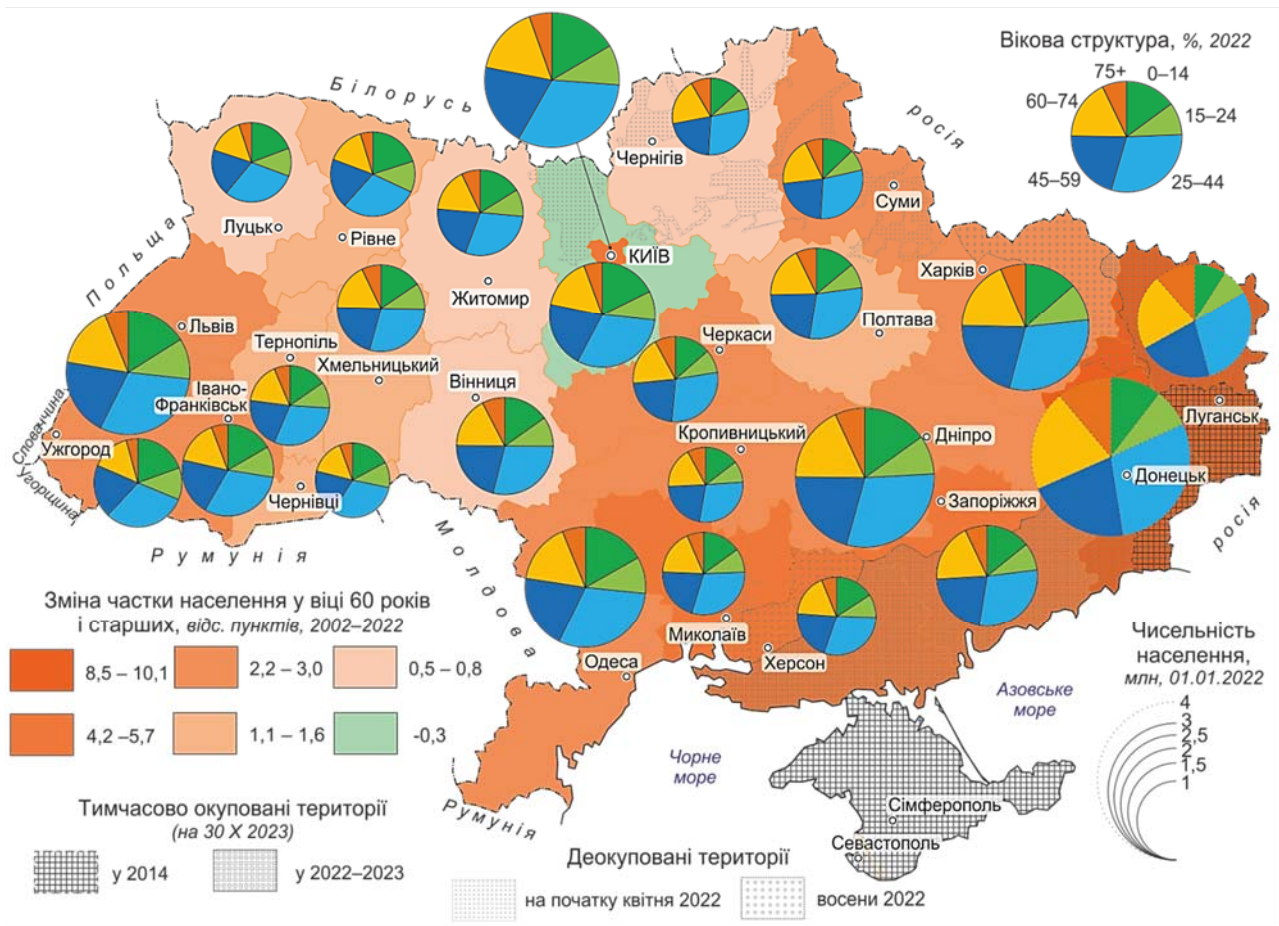 Вікова структура, %, 2022
75+
0–14
60–74
15–24
45–59
25–44
Білорусь
росія
Польща
Словаччина
Угорщина
Румунія
Молдова
Румунія
росія
Чернігів
Суми
Луцьк
Рівне
КИЇВ
Житомир
Харків
Львів
Тернопіль
Хмельницький
Черкаси
Полтава
Івано-
Франківськ
Вінниця
Луганськ
Ужгород
Кропивницький
Дніпро
Донецьк
Чернівці
Запоріжжя
Миколаїв
Херсон
Одеса
Азовське
море
Чорне
море
Сімферополь
Севастополь
Зміна частки населення у віці 60 років
і старших, відс. пунктів, 2002–2022
8,5 – 10,1
2,2 – 3,0
0,5 – 0,8
4,2 –5,7
1,1 – 1,6
-0,3
Тимчасово окуповані території
(на 30 X 2023)
у 2014
у 2022–2023
Деокуповані території
на початку квітня 2022
восени 2022
Чисельність
населення,
млн, 01.01.2022
4
3
2,5
2
1,5
1